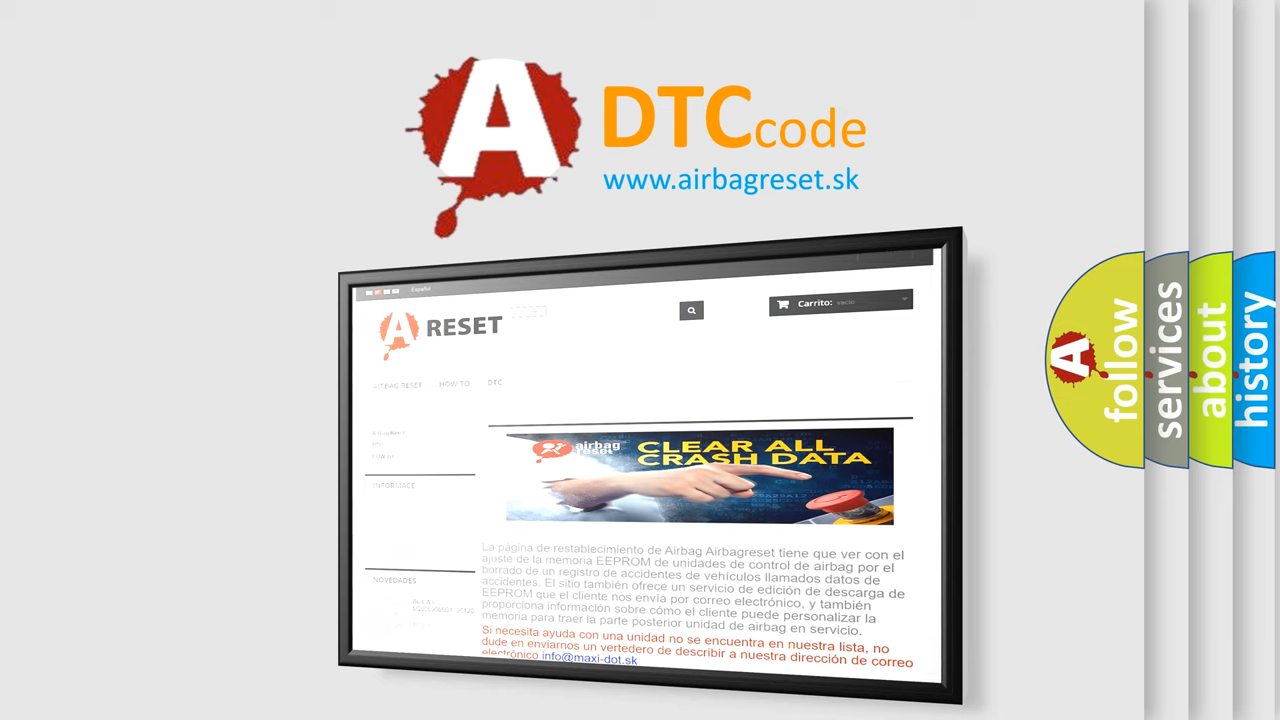 A
DTCcode
www.airbagreset.sk
Español
A RESET
Carrito: vacío
AIRBAG RESET HOW TO DTC
Airbag Reset
INFORMACE
NOVEDADES
airbag
reset
CLEAR ALL
CRASH DATA
La página de restablecimiento de Airbag Airbagreset tiene que ver con el
ajuste de la memoria EEPROM de unidades de control de airbag por el
borrado de un registro de accidentes de vehículos llamados datos de
accidentes. El sitio también ofrece un servicio de edición de descarga de
EEPROM que el cliente nos envía por correo electrónico, y también
proporciona información sobre cómo el cliente puede personalizar la
memoria para traer la parte posterior unidad de airbag en servicio.
Si necesita ayuda con una unidad no se encuentra en nuestra lista, no
dude en enviarnos un vertedero de describir a nuestra dirección de correo
electrónico info@maxi-dot.sk
A
follow
services
about
history